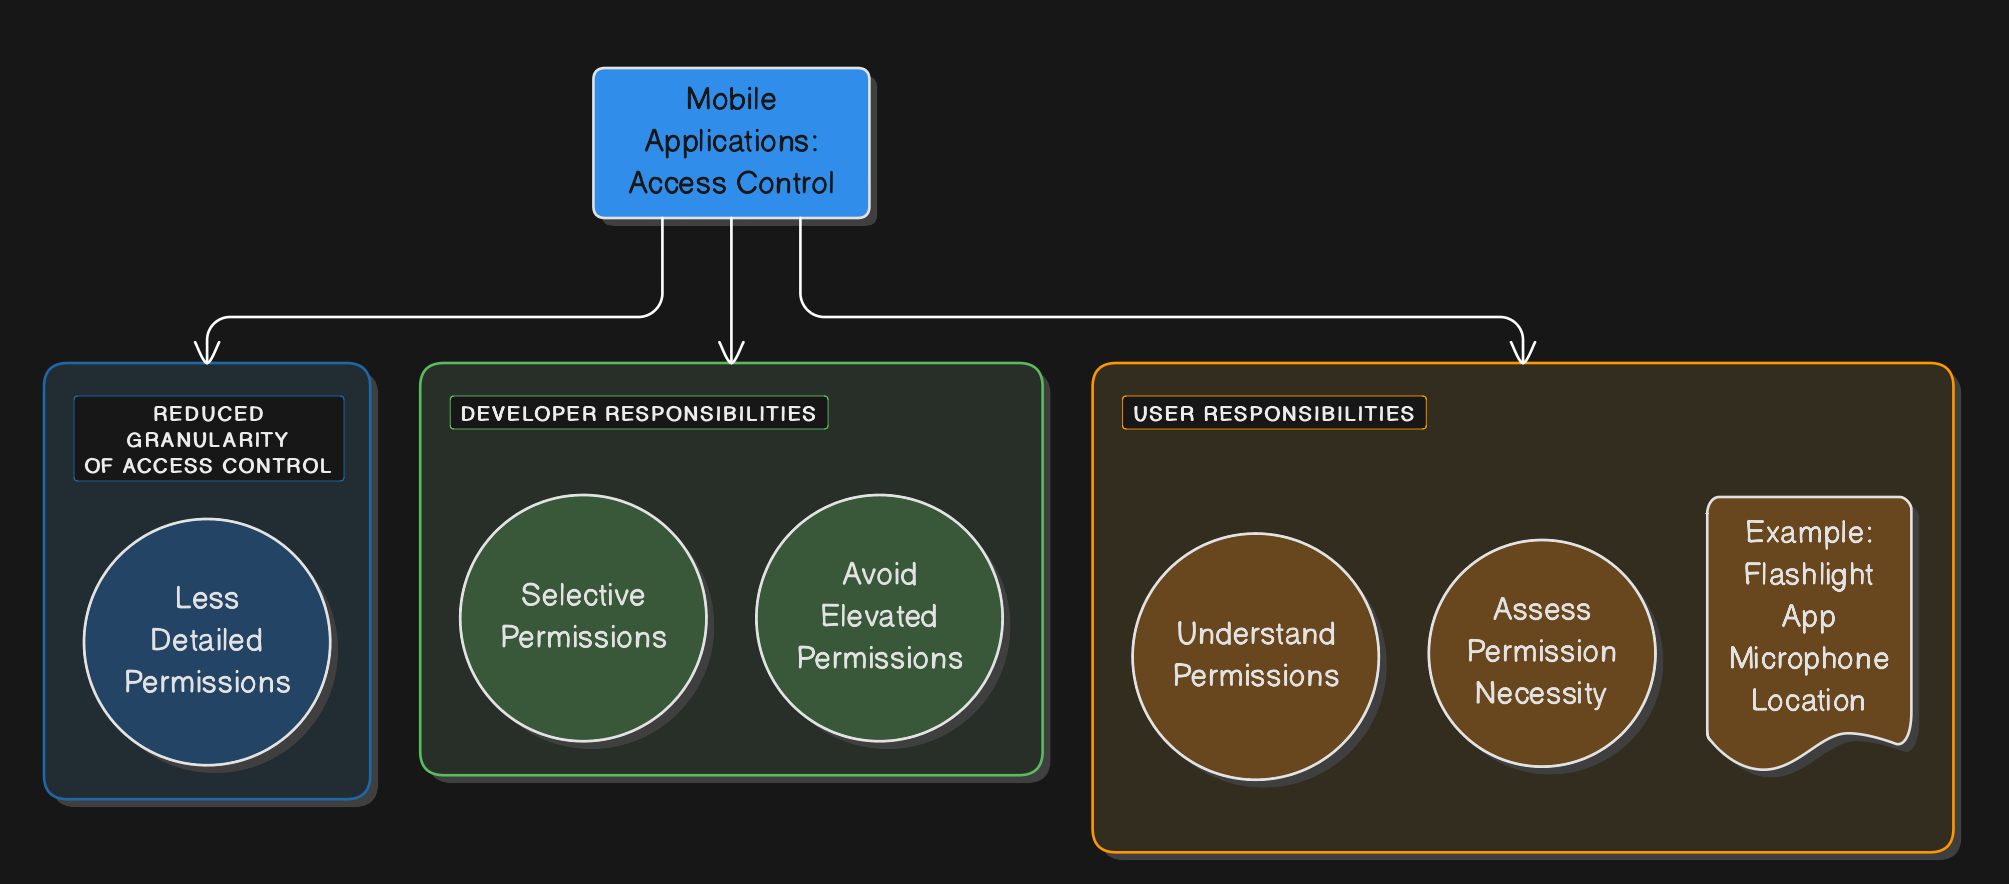 Mobile
Applications:
Access Control
REDUCED
GRANULARITY
OF ACCESS CONTROL
Less
Detailed
Permissions
DEVELOPER RESPONSIBILITIES
Selective
Permissions
Avoid
Elevated
Permissions
USER RESPONSIBILITIES
Understand
Permissions
Assess
Permission
Necessity
Example:
Flashlight
App
Microphone
Location